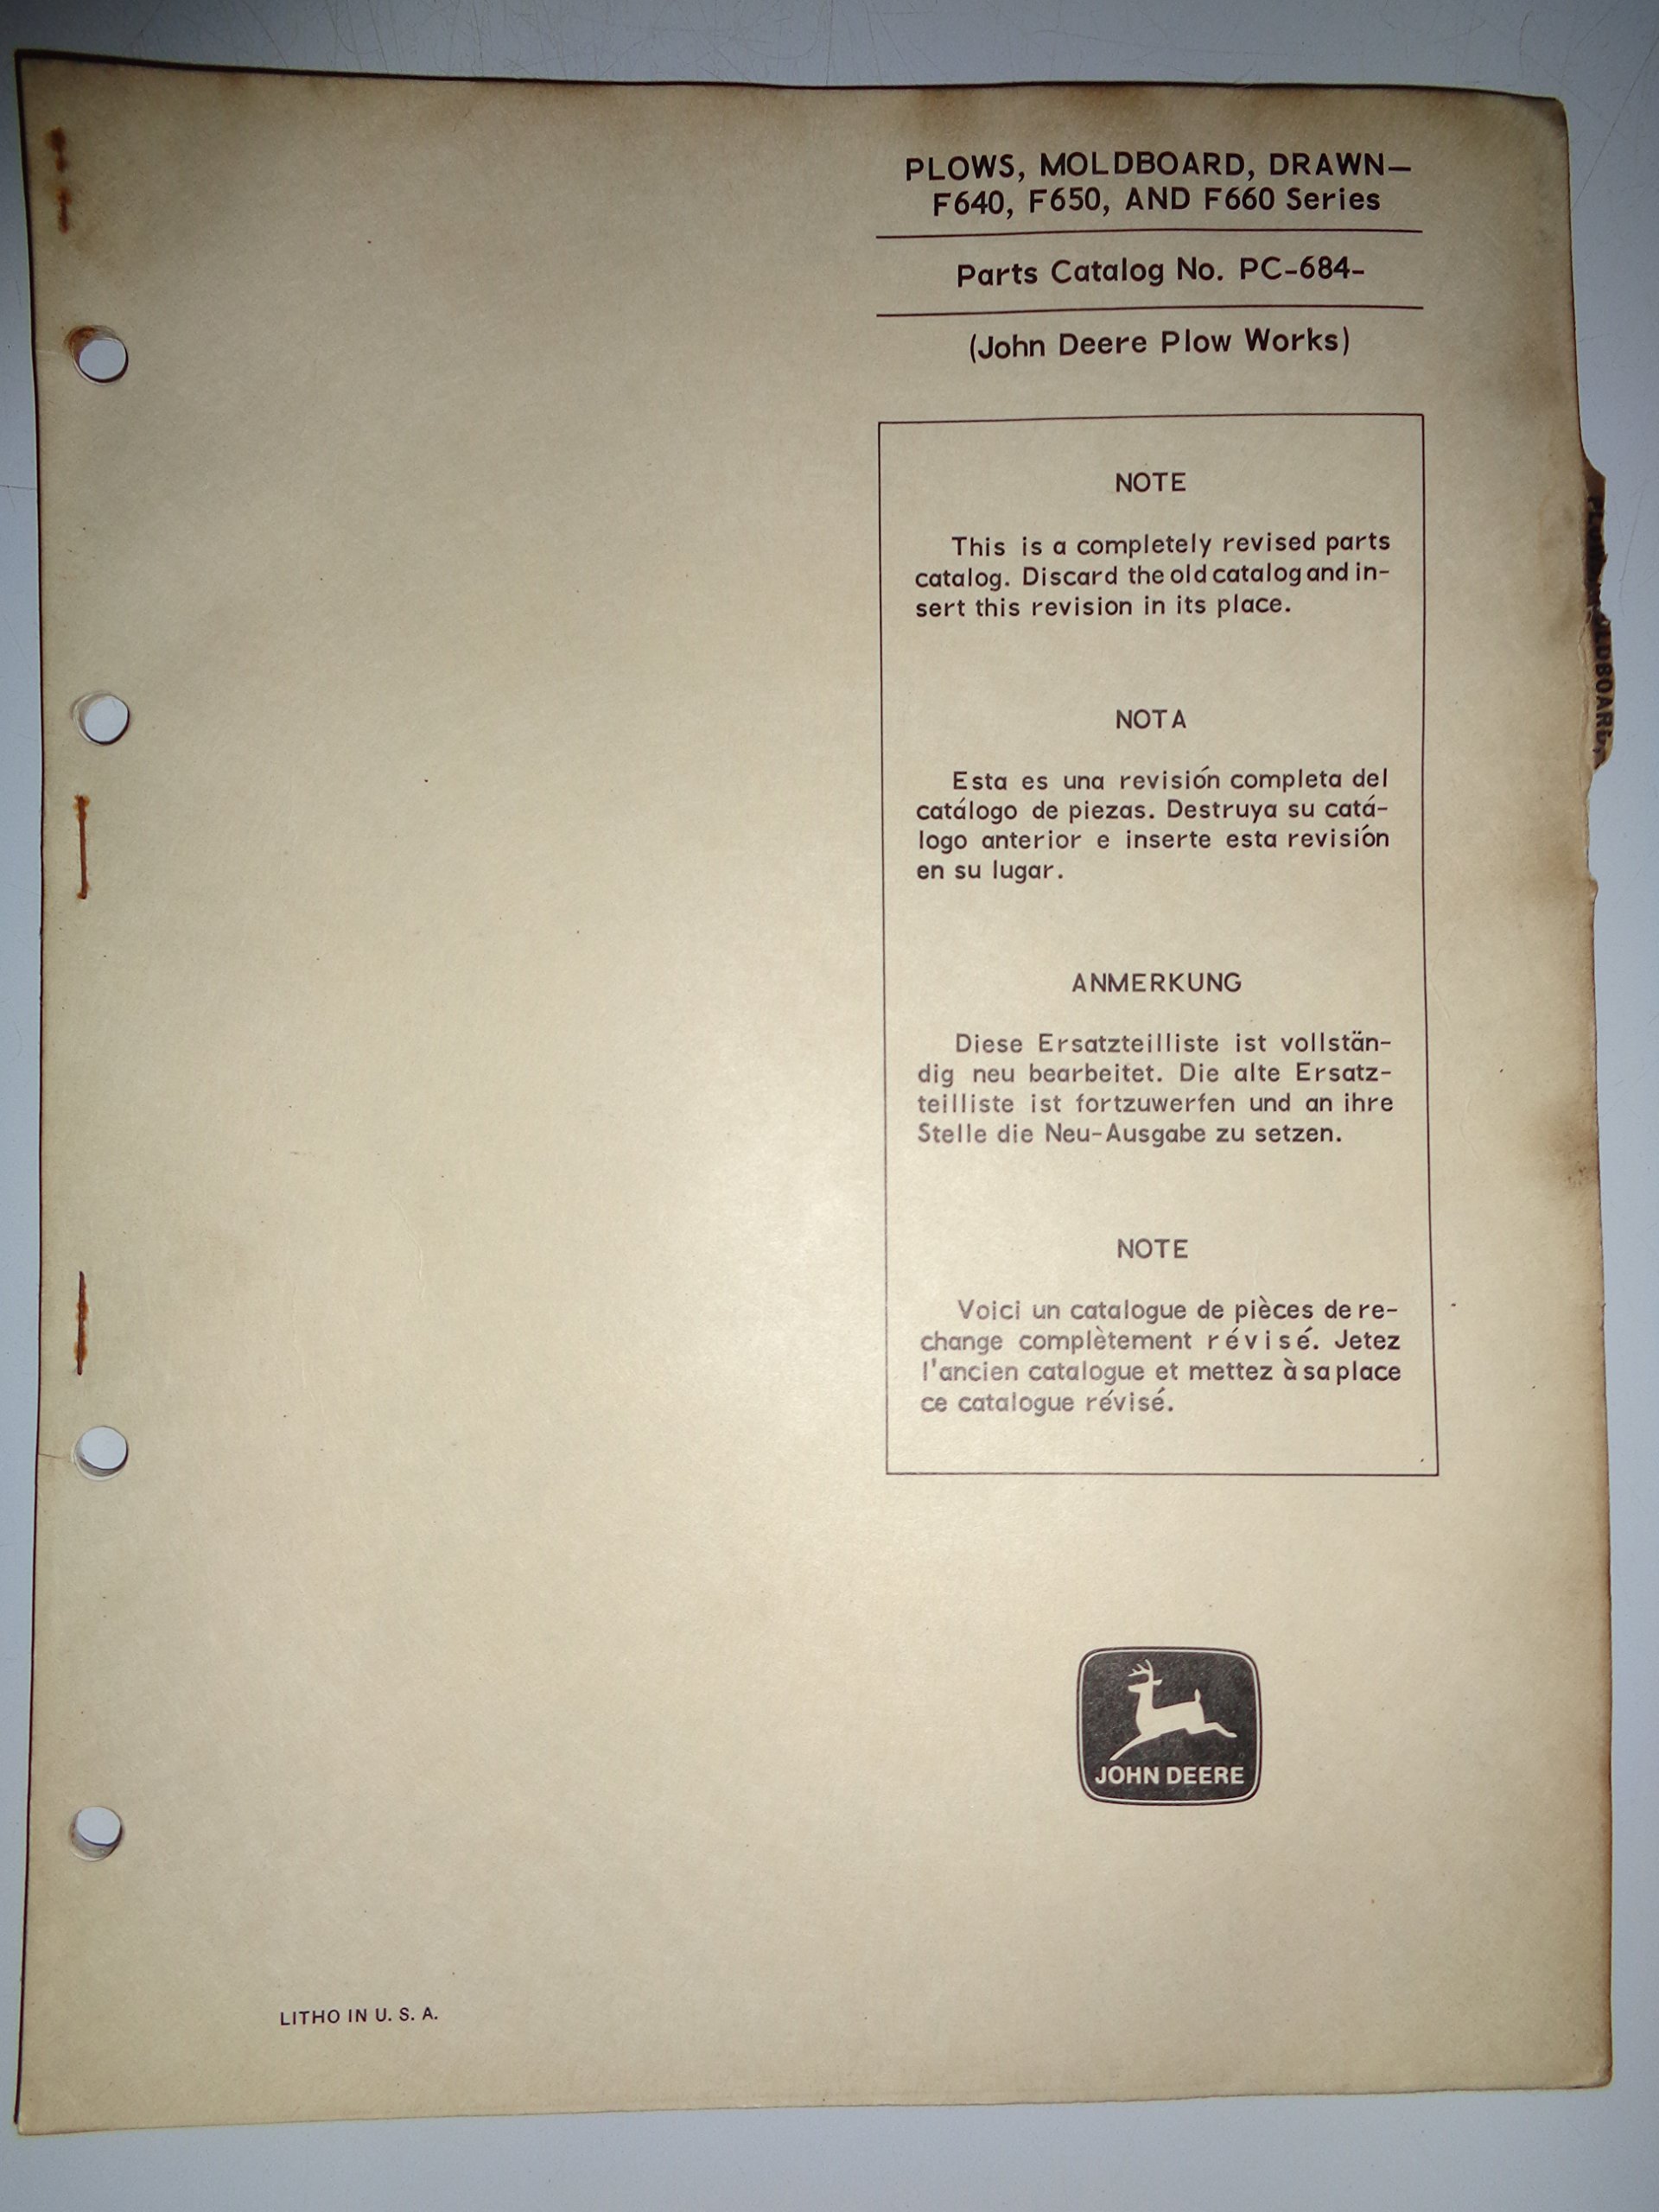 PLOWS, MOLDBOARD, DRAWN—
F640, F650, AND F660 Series
Parts Catalog No. PC-684-
(John Deere Plow Works)
NOTE
This is a completely revised parts
catalog. Discard the old catalog and in-
sert this revision in its place.
NOTA
Esta es una revisión completa del
catálogo de piezas. Destruya su catá-
logo anterior e inserte esta revisión
en su lugar.
ANMERKUNG
Diese Ersatzteilliste ist vollstän-
dig neu bearbeitet. Die alte Ersatz-
teilliste ist fortzuwerfen und an ihre
Stelle die Neu-Ausgabe zu setzen.
NOTE
Voici un catalogue de pièces de re-
change complètement révisé. Jetez
l'ancien catalogue et mettez à sa place
ce catalogue révisé.
JOHN DEERE
LITHO IN U. S. A.